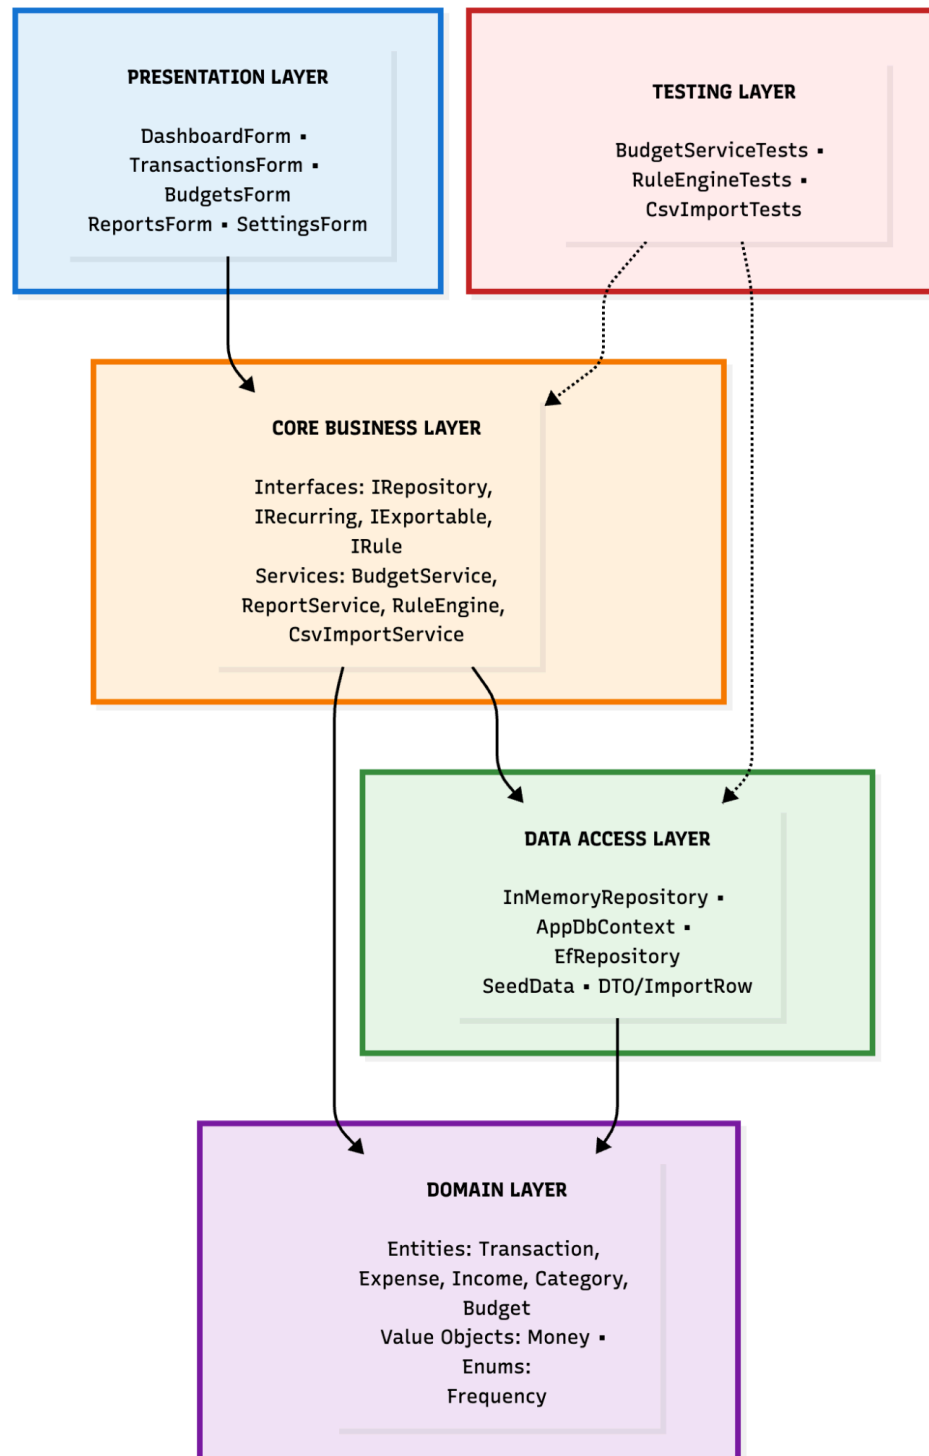 PRESENTATION LAYER
DashboardForm ▪
TransactionsForm ▪
BudgetsForm
ReportsForm ▪ SettingsForm
TESTING LAYER
BudgetServiceTests ▪
RuleEngineTests ▪
CsvImportTests
CORE BUSINESS LAYER
Interfaces: IRepository,
IRecurring, IExportable,
IRule
Services: BudgetService,
ReportService, RuleEngine,
CsvImportService
DATA ACCESS LAYER
InMemoryRepository ▪
AppDbContext ▪
EfRepository
SeedData ▪ DTO/ImportRow
DOMAIN LAYER
Entities: Transaction,
Expense, Income, Category,
Budget
Value Objects: Money ▪
Enums:
Frequency